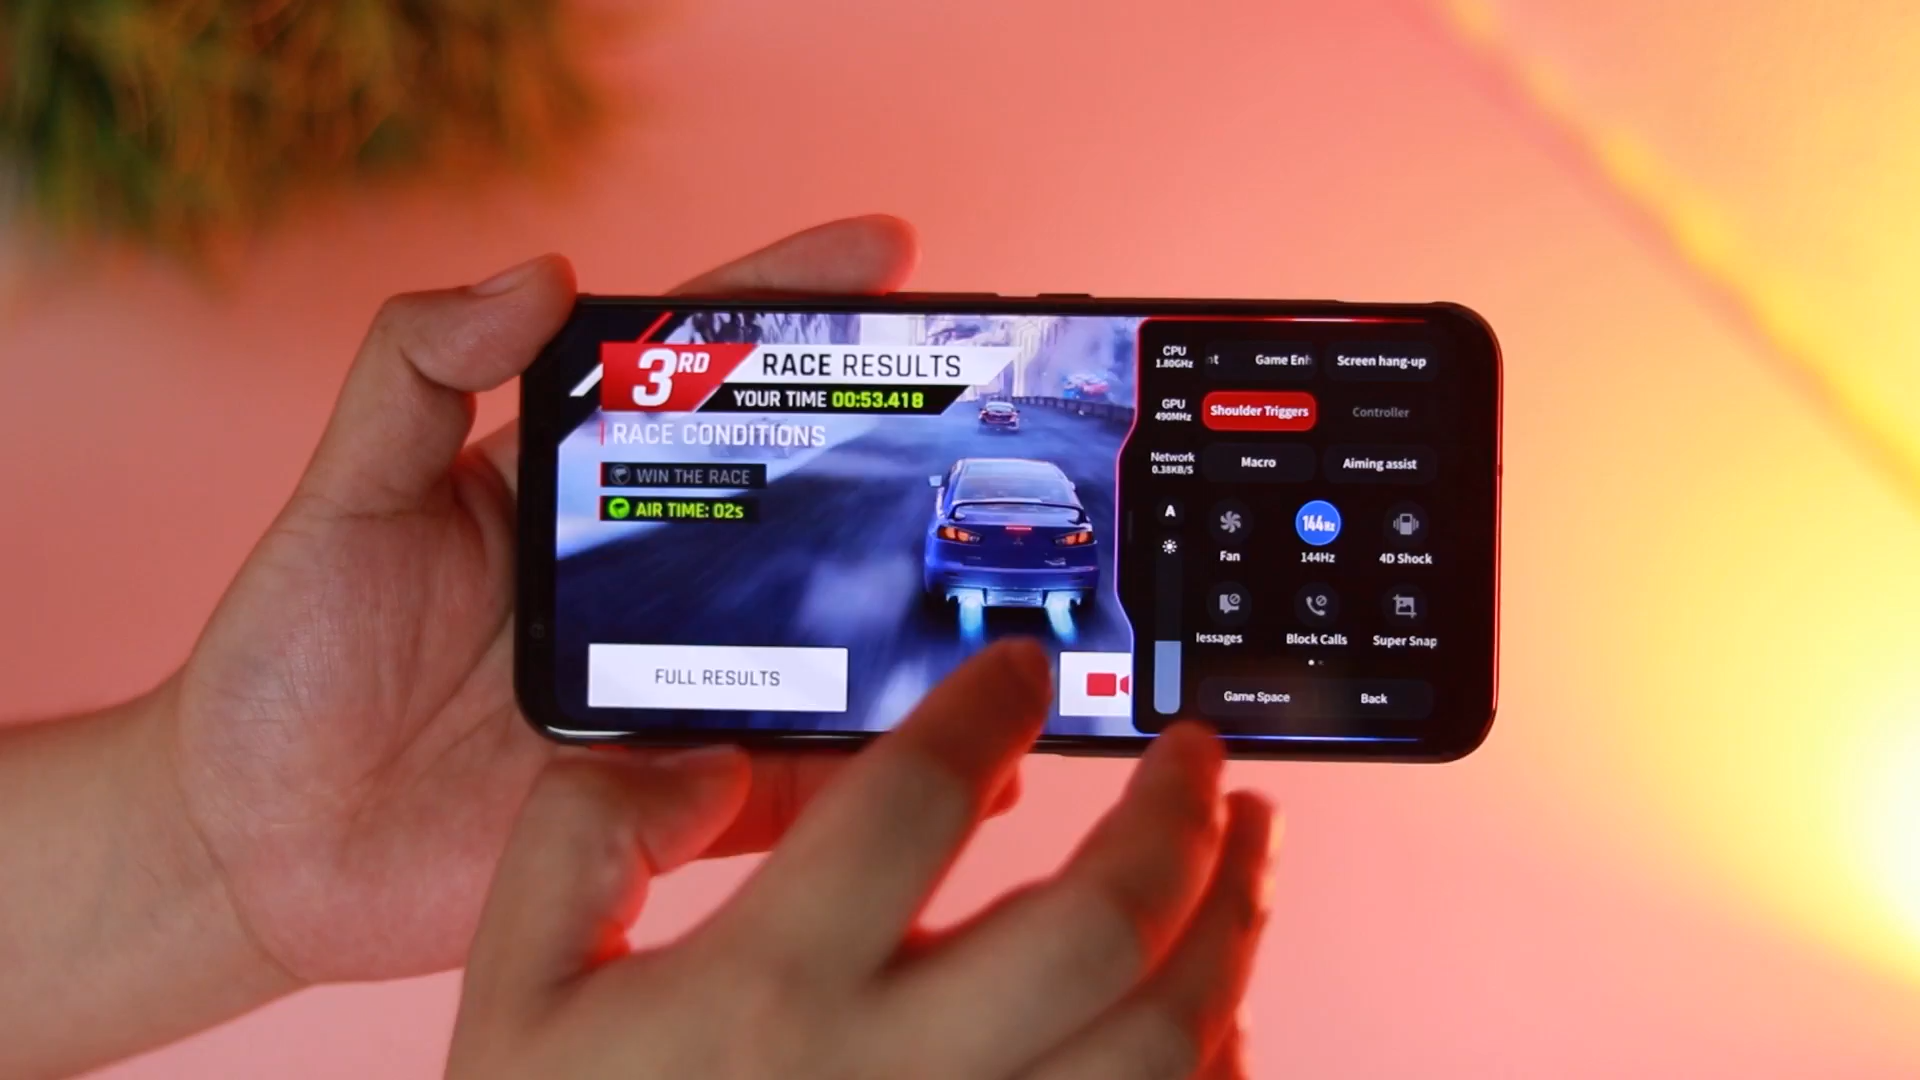 3RD
RACE RESULTS
YOUR TIME 00:53.418
RACE CONDITIONS
WIN THE RACE
AIR TIME: 02s
FULL RESULTS
CPU
1.80GHz
nt
Game Enh
Screen hang-up
GPU
490MHz
Shoulder Triggers
Controller
Network
0.38KB/S
Macro
Aiming assist
A
144Hz
Fan
144Hz
4D Shock
lessages
Block Calls
Super Snap
Game Space
Back